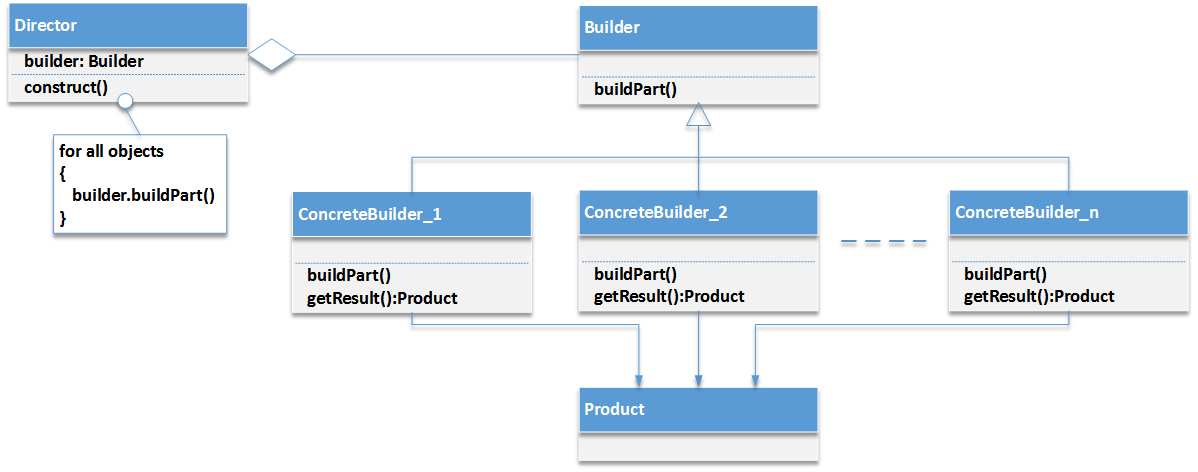 Director
builder: Builder
construct()
for all objects
{
builder.buildPart()
}
Builder
buildPart()
ConcreteBuilder_1
buildPart()
getResult():Product
ConcreteBuilder_2
buildPart()
getResult():Product
ConcreteBuilder_n
buildPart()
getResult():Product
Product